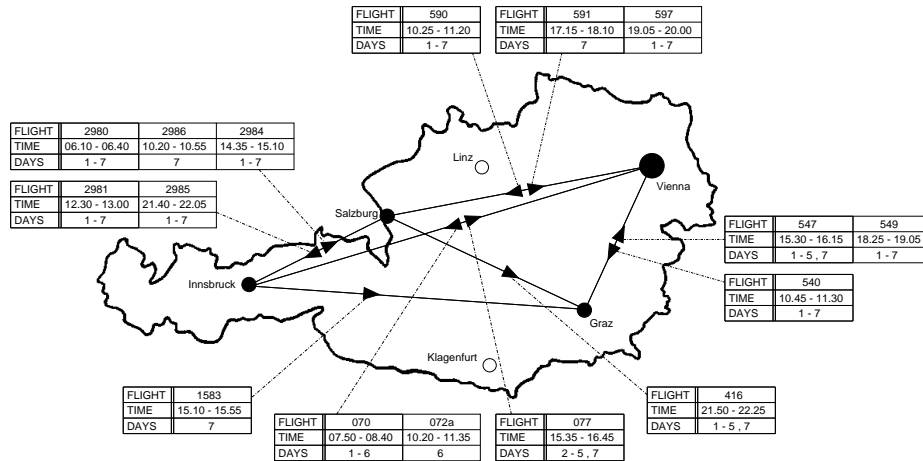 FLIGHT 590
TIME 10.25 - 11.20
DAYS 1 - 7
FLIGHT 591 597
TIME 17.15 - 18.10 19.05 - 20.00
DAYS 7 1 - 7
FLIGHT 2980 2986 2984
TIME 06.10 - 06.40 10.20 - 10.55 14.35 - 15.10
DAYS 1 - 7 7 1 - 7
FLIGHT 2981 2985
TIME 12.30 - 13.00 21.40 - 22.05
DAYS 1 - 7 1 - 7
Linz
Vienna
Salzburg
Innsbruck
Graz
Klagenfurt
FLIGHT 547 549
TIME 15.30 - 16.15 18.25 - 19.05
DAYS 1 - 5 , 7 1 - 7
FLIGHT 540
TIME 10.45 - 11.30
DAYS 1 - 7
FLIGHT 1583
TIME 15.10 - 15.55
DAYS 7
FLIGHT 070 072a
TIME 07.50 - 08.40 10.20 - 11.35
DAYS 1 - 6 6
FLIGHT 077
TIME 15.35 - 16.45
DAYS 2 - 5 , 7
FLIGHT 416
TIME 21.50 - 22.25
DAYS 1 - 5 , 7